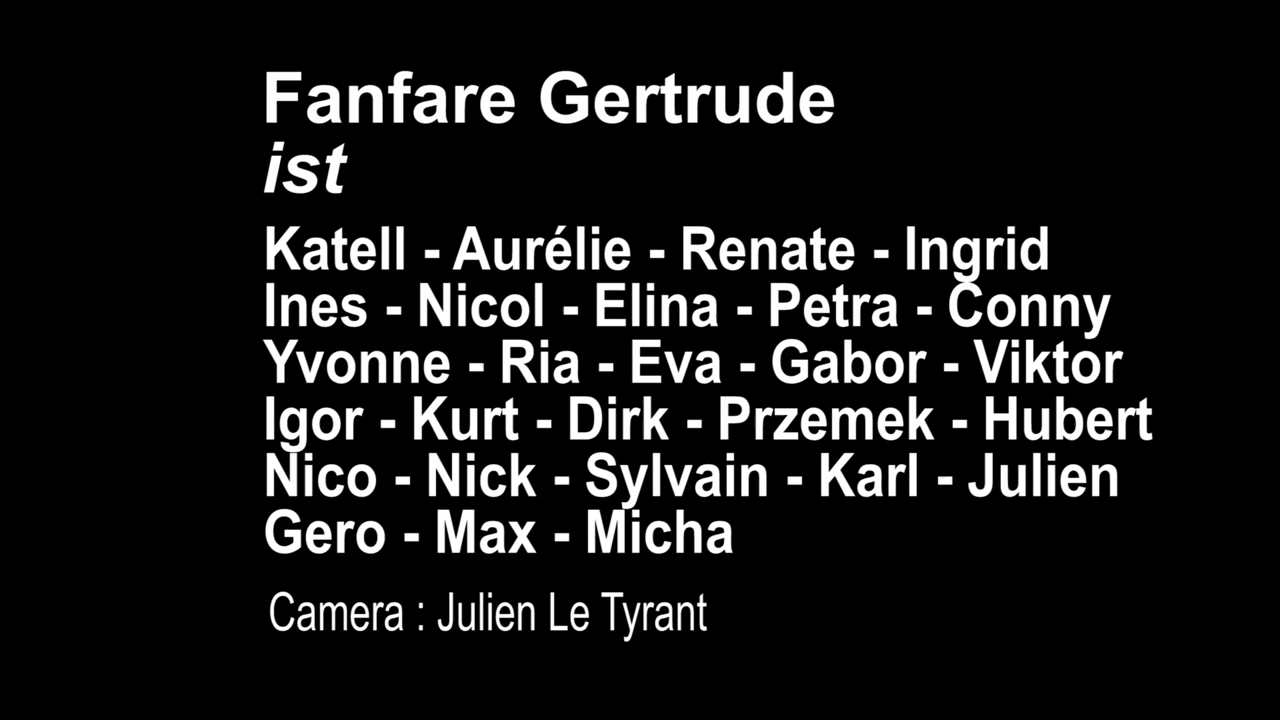 Fanfare Gertrude
ist
Katell - Aurélie - Renate - Ingrid
Ines - Nicol - Elina - Petra - Conny
Yvonne - Ria - Eva - Gabor - Viktor
Igor - Kurt - Dirk - Przemek - Hubert
Nico - Nick - Sylvain - Karl - Julien
Gero - Max - Micha
Camera : Julien Le Tyrant